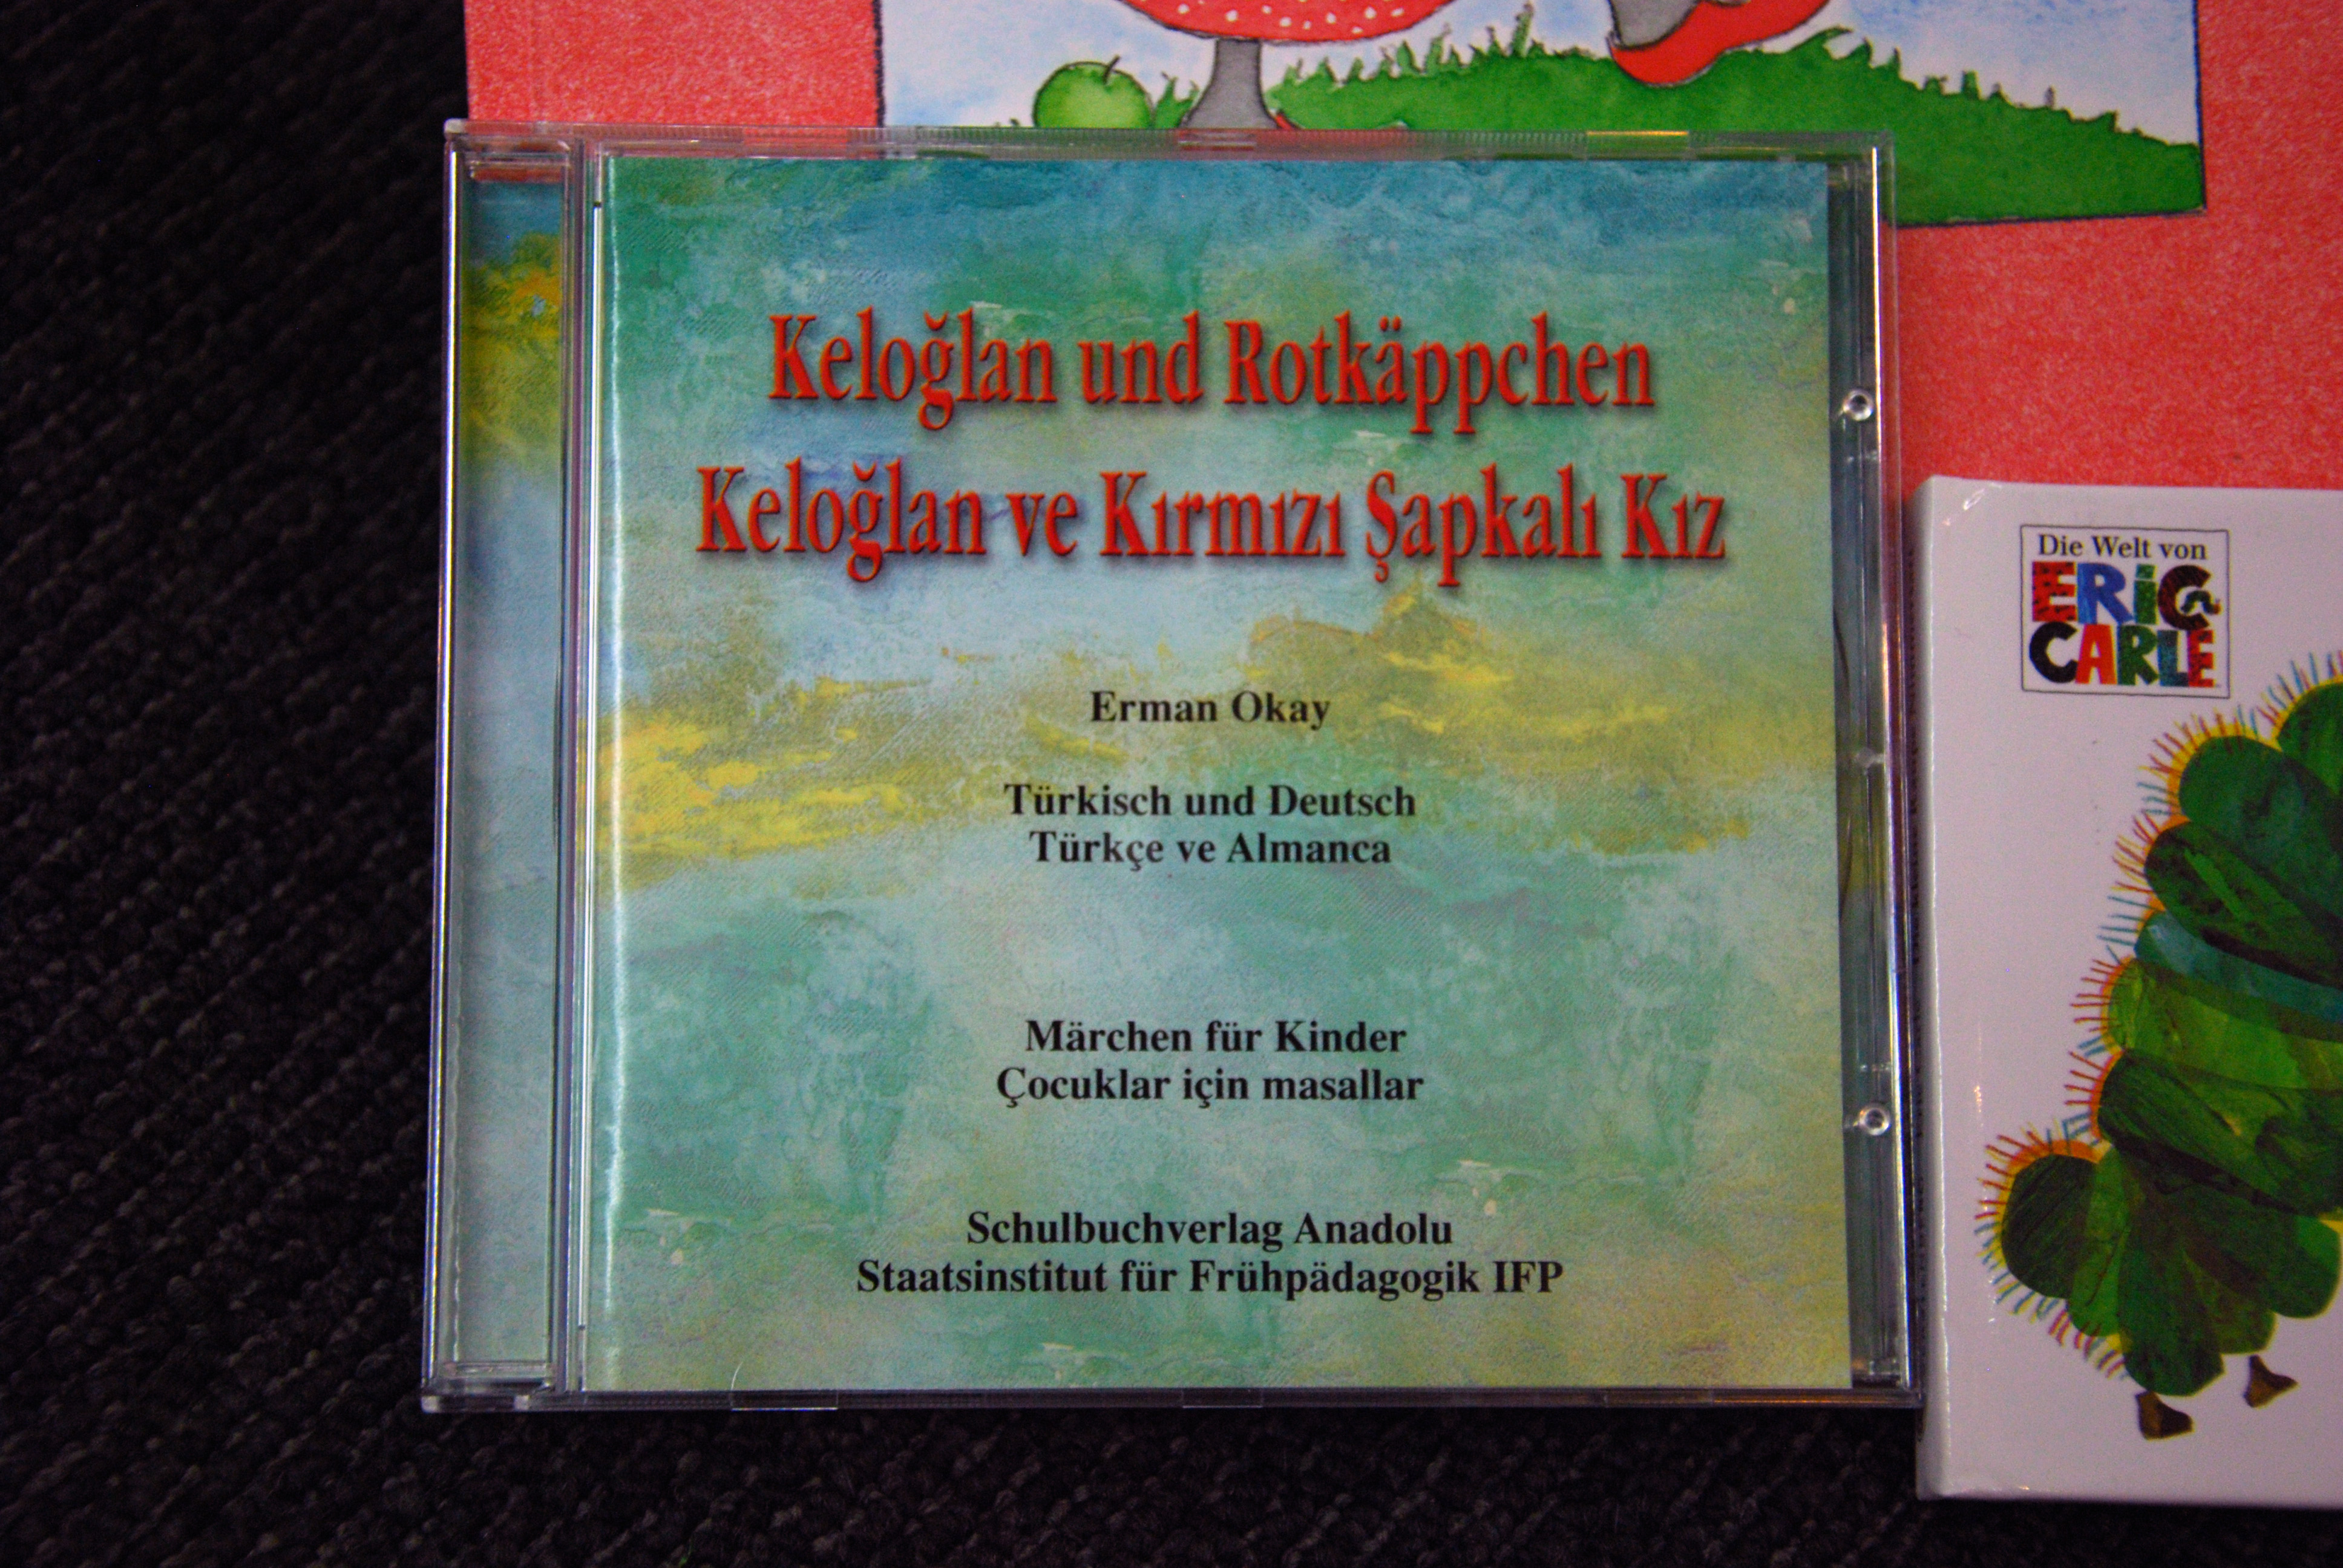 Keloğlan und Rotkäppchen
Keloğlan ve Kırmızı Şapkalı Kız
Erman Okay
Türkisch und Deutsch
Türkçe ve Almanca
Märchen für Kinder
Çocuklar için masallar
Schulbuchverlag Anadolu
Staatsinstitut für Frühpädagogik IFP
Die Welt von
ERiC
CARLE